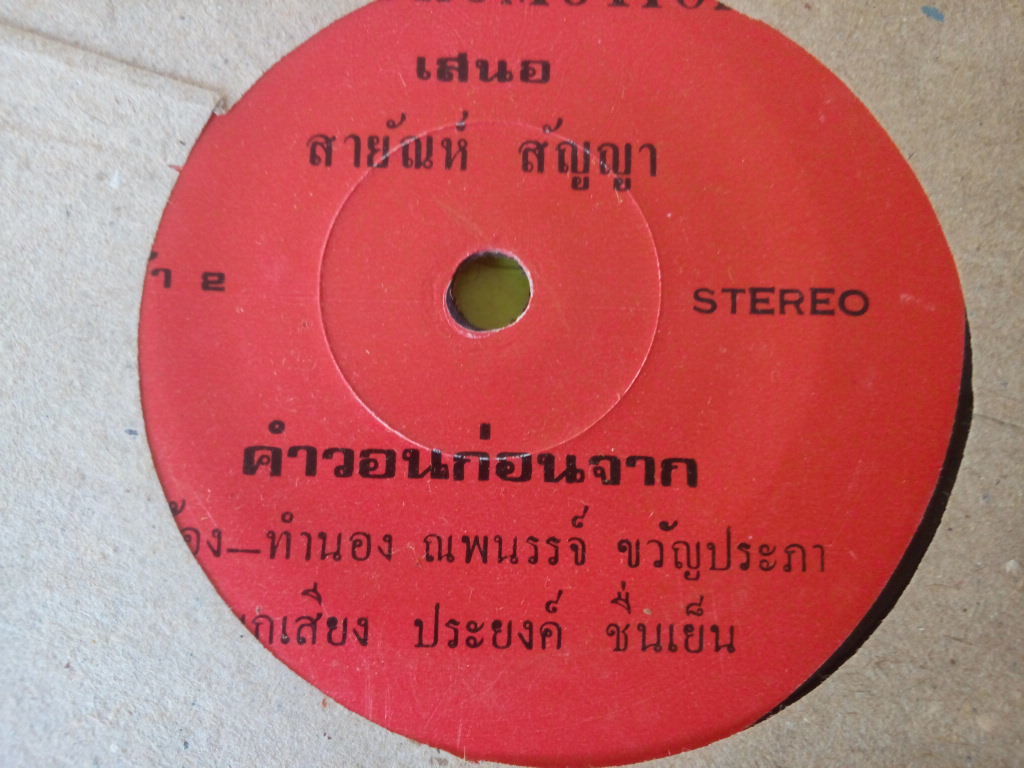 เสนอ
สายัณห์ สัญญา
๒
STEREO
คำวอนก่อนจาก
ทำนอง ณพนรรจ์ ขวัญประภา
ประยงค์ ชื่นเย็น